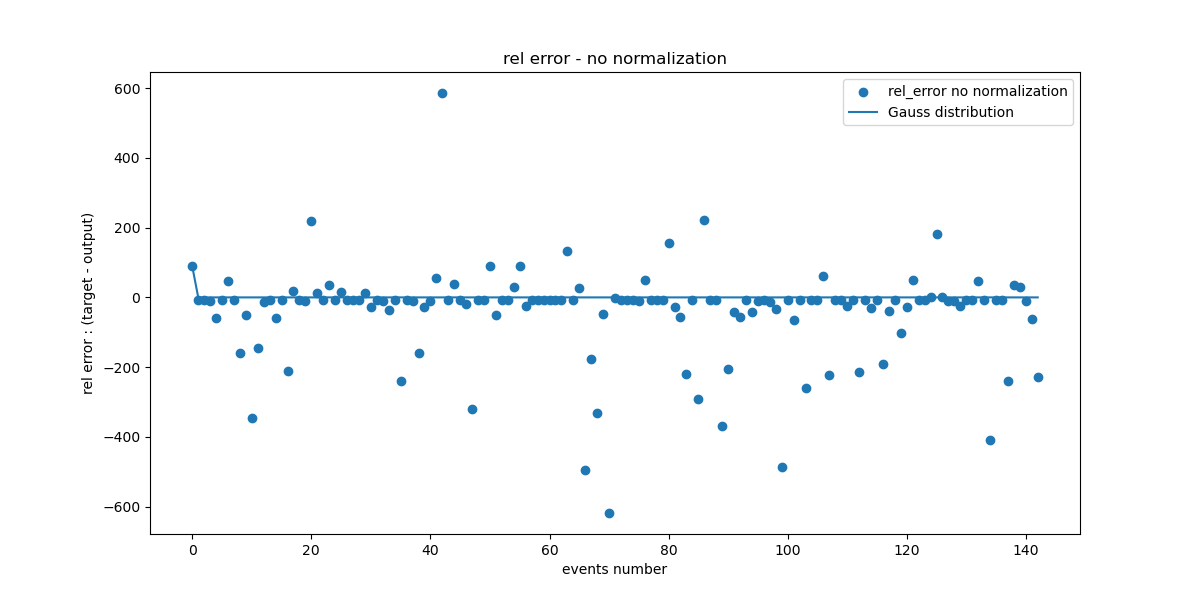 rel error - no normalization
rel_error no normalization
Gauss distribution
rel error : (target - output)
600
400
200
0
−200
−400
−600
0 20 40 60 80 100 120 140
events number